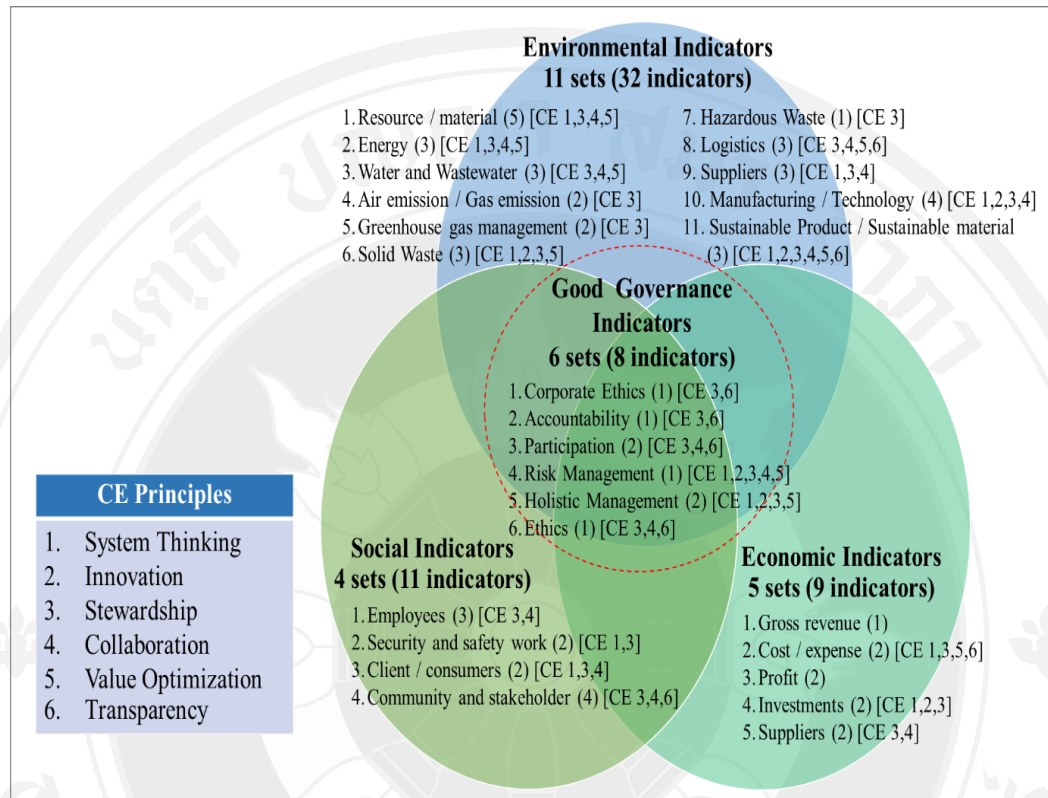 Environmental Indicators
11 sets (32 indicators)
1. Resource / material (5) [CE 1,3,4,5]
2. Energy (3) [CE 1,3,4,5]
3. Water and Wastewater (3) [CE 3,4,5]
4. Air emission / Gas emission (2) [CE 3]
5. Greenhouse gas management (2) [CE 3]
6. Solid Waste (3) [CE 1,2,3,5]
7. Hazardous Waste (1) [CE 3]
8. Logistics (3) [CE 3,4,5,6]
9. Suppliers (3) [CE 1,3,4]
10. Manufacturing / Technology (4) [CE 1,2,3,4]
11. Sustainable Product / Sustainable material
(3) [CE 1,2,3,4,5,6]
Good Governance
Indicators
6 sets (8 indicators)
1. Corporate Ethics (1) [CE 3,6]
2. Accountability (1) [CE 3,6]
3. Participation (2) [CE 3,4,6]
4. Risk Management (1) [CE 1,2,3,4,5]
5. Holistic Management (2) [CE 1,2,3,5]
6. Ethics (1) [CE 3,4,6]
CE Principles
1. System Thinking
2. Innovation
3. Stewardship
4. Collaboration
5. Value Optimization
6. Transparency
Social Indicators
4 sets (11 indicators)
1. Employees (3) [CE 3,4]
2. Security and safety work (2) [CE 1,3]
3. Client / consumers (2) [CE 1,3,4]
4. Community and stakeholder (4) [CE 3,4,6]
Economic Indicators
5 sets (9 indicators)
1. Gross revenue (1)
2. Cost / expense (2) [CE 1,3,5,6]
3. Profit (2)
4. Investments (2) [CE 1,2,3]
5. Suppliers (2) [CE 3,4]